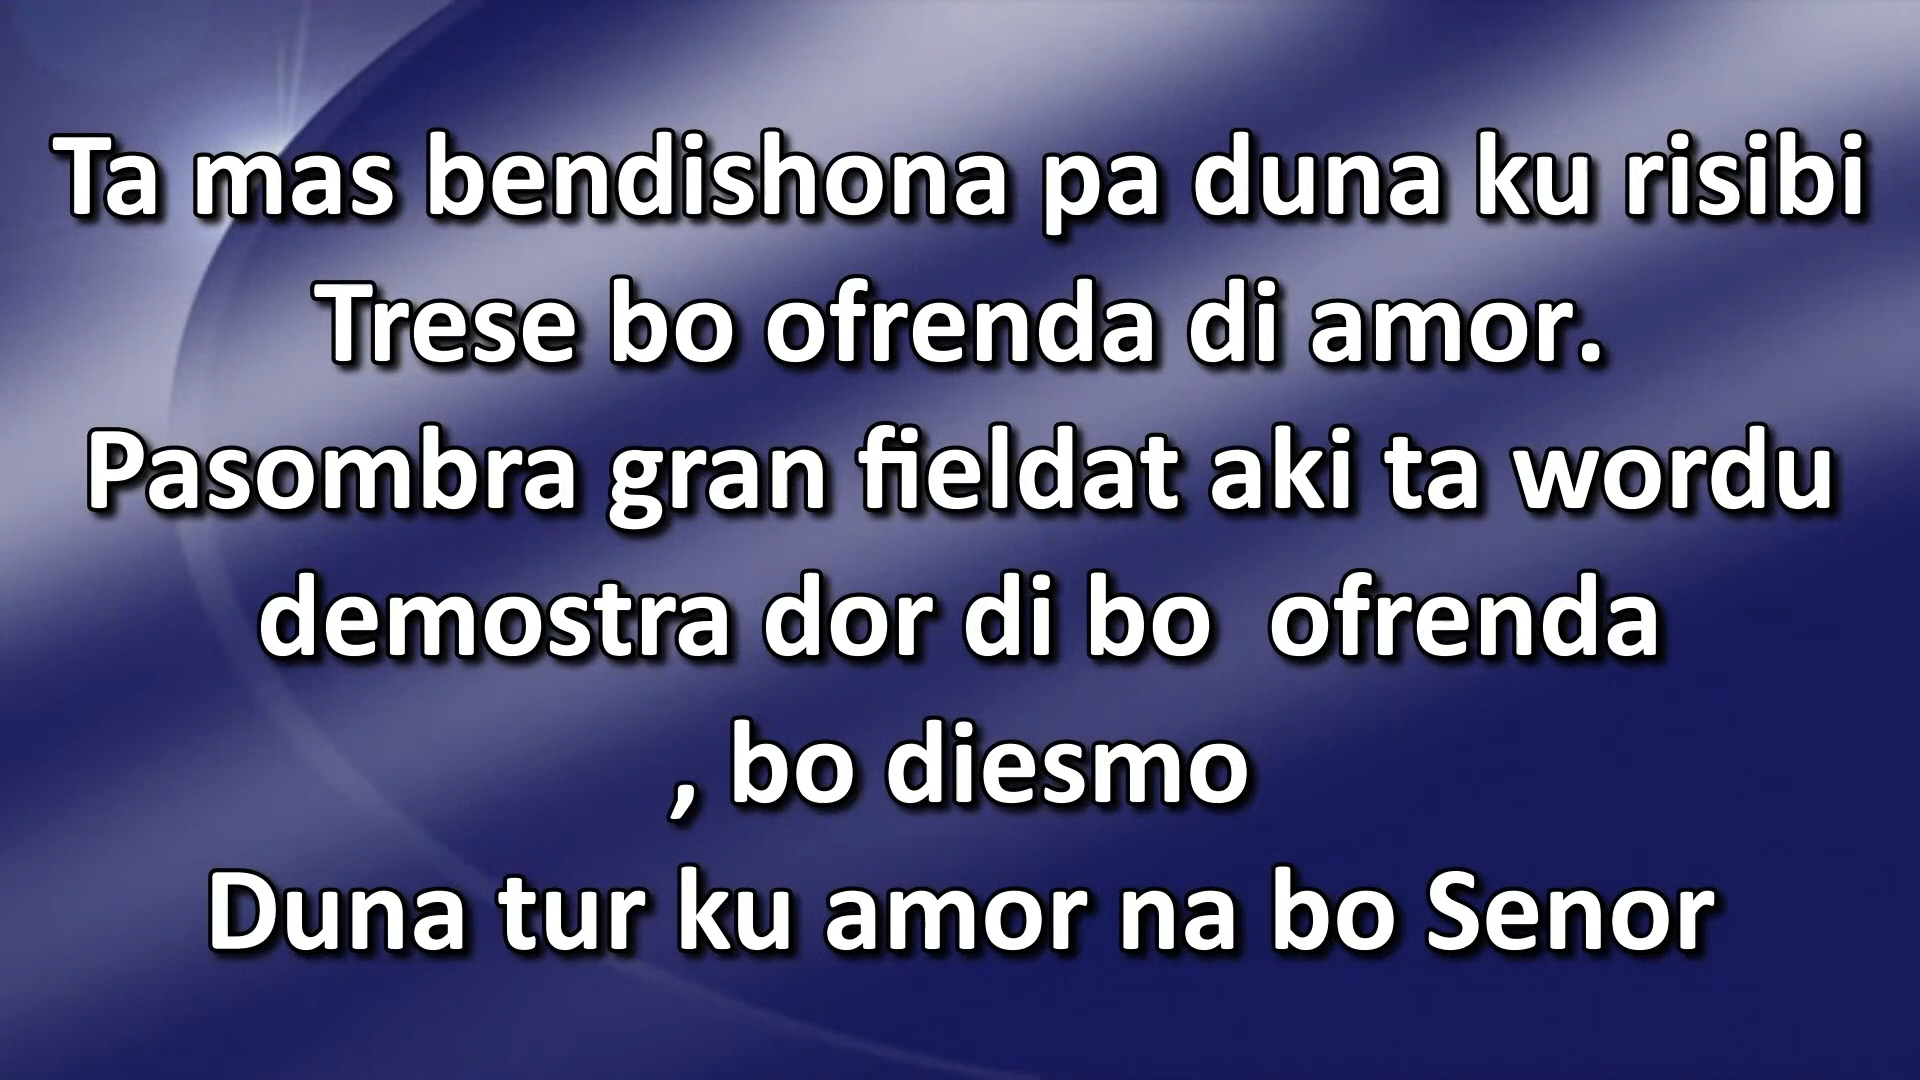 Ta mas bendishona pa duna ku risibi
Trese bo ofrenda di amor.
Pasombra gran fieldat aki ta wordu
demostra dor di bo  ofrenda
, bo diesmo
Duna tur ku amor na bo Senor